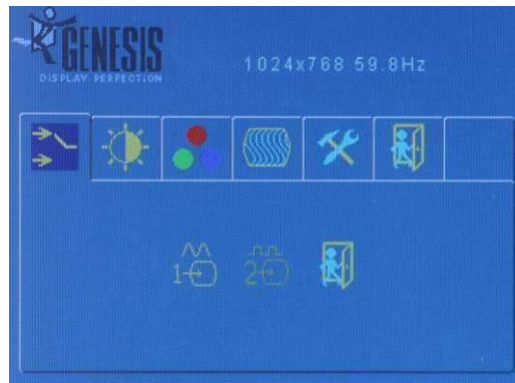 GENESIS
DISPLAY PERFECTION
1024x768 59.8Hz
1 2